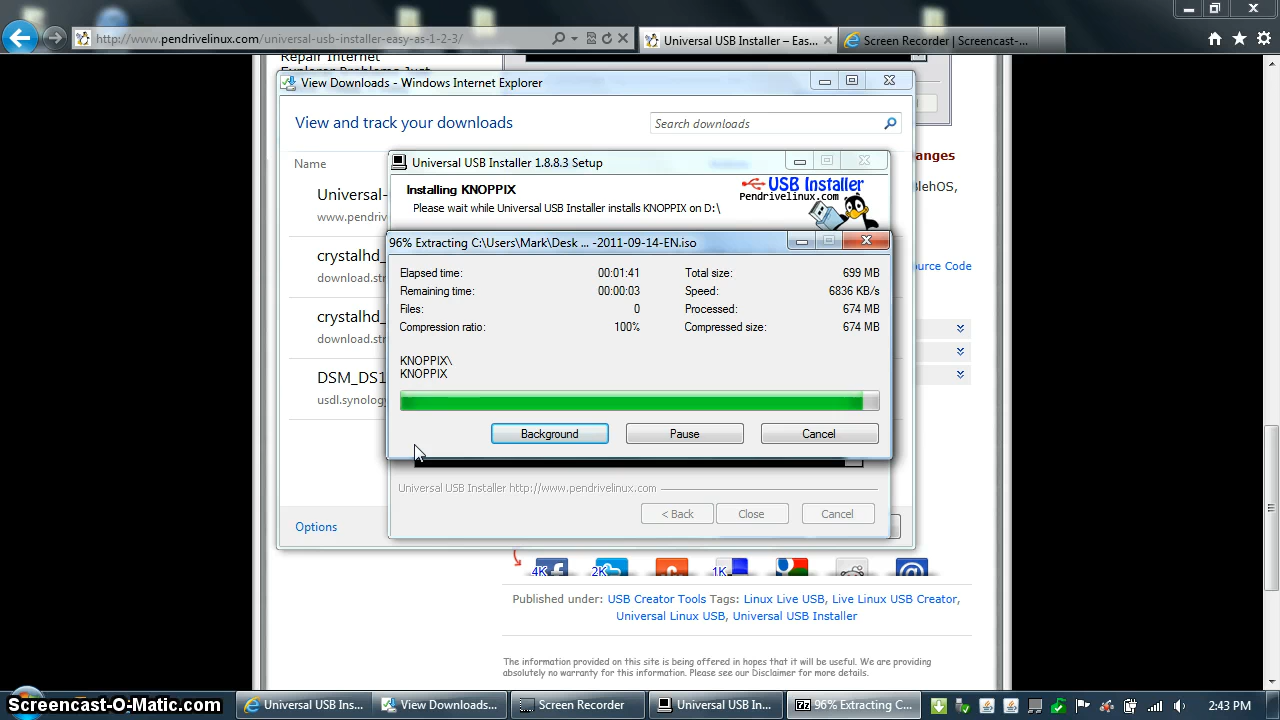 http://www.pendrivelinux.com/universal-usb-installer-easy-as-1-2-3/
Universal USB Installer – Eas...
Screen Recorder | Screencast-...
Repair Internet
View Downloads - Windows Internet Explorer
View and track your downloads
Search downloads
Name
Universal-
www.pendriv
crystalhd_
download.str
crystalhd_
download.str
DSM_DS1
usdl.synology
Options
Universal USB Installer 1.8.8.3 Setup
Installing KNOPPIX
Please wait while Universal USB Installer installs KNOPPIX on D:\
USB Installer
Pendrivelinux.com
96% Extracting C:\Users\Mark\Desk ... -2011-09-14-EN.iso
Elapsed time: 00:01:41 Total size: 699 MB
Remaining time: 00:00:03 Speed: 6836 KB/s
Files: 0 Processed: 674 MB
Compression ratio: 100% Compressed size: 674 MB
KNOPPIX\
KNOPPIX
Background
Pause
Cancel
Universal USB Installer http://www.pendrivelinux.com
< Back
Close
Cancel
anges
BlehOS,
ource Code
4K
2K
1K
Published under: USB Creator Tools Tags: Linux Live USB, Live Linux USB Creator,
Universal Linux USB, Universal USB Installer
The information provided on this site is being offered in hopes that it will be useful. We are providing
absolutely no warranty for this information. Please see our Disclaimer for more details.
Screencast-O-Matic.com
Universal USB Ins...
View Downloads...
Screen Recorder
Universal USB In...
96% Extracting C...
2:43 PM